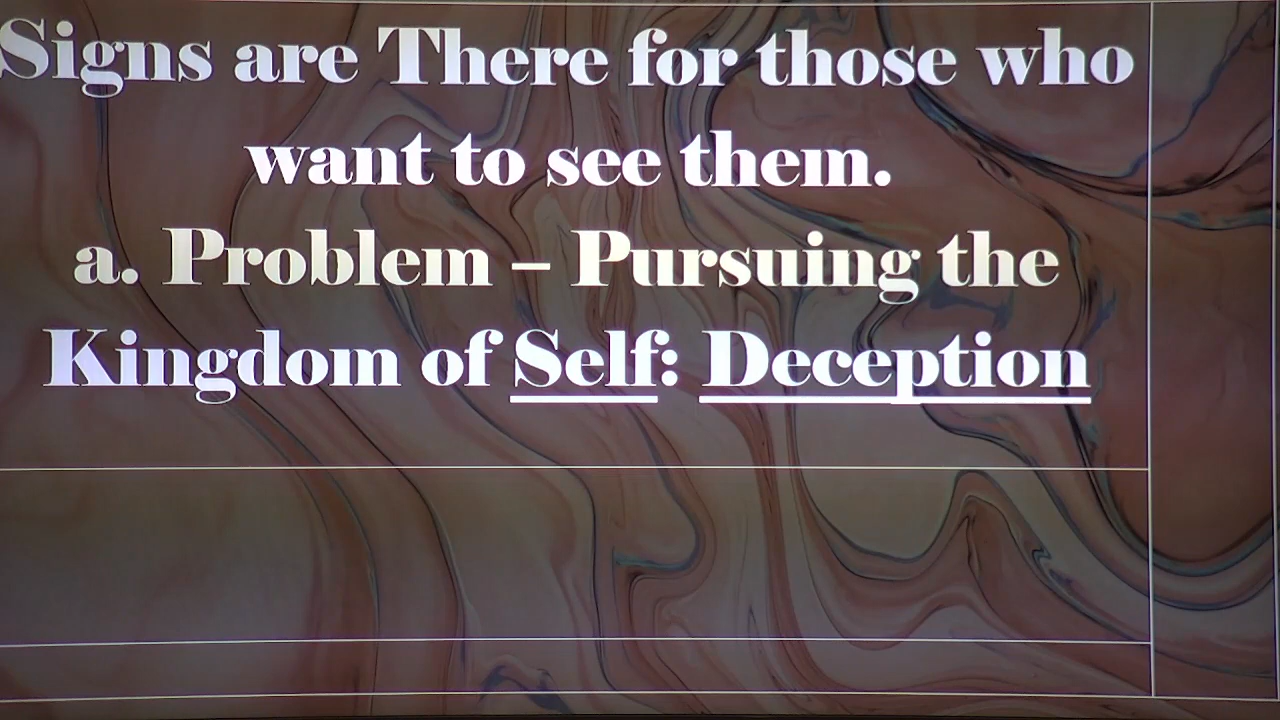 Signs are There for those who
want to see them.
a. Problem – Pursuing the
Kingdom of Self: Deception